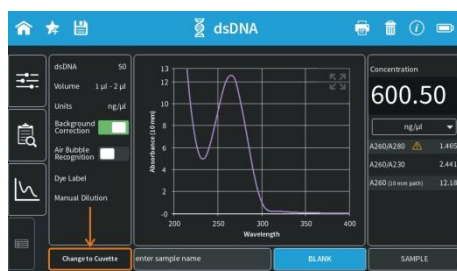 dsDNA
dsDNA 50
Volume 1 µl - 2 µl
Units ng/µl
Background
Correction
Air Bubble
Recognition
Dye Label
Manual Dilution
Change to Cuvette
Absorbance (10 mm)
13
12
10
8
6
4
2
-0
200 250 300 350 400
Wavelength
enter sample name
BLANK
Concentration
600.50
ng/µl
A260/A280 1.465
A260/A230 2.441
A260 (10 mm path) 12.18
SAMPLE